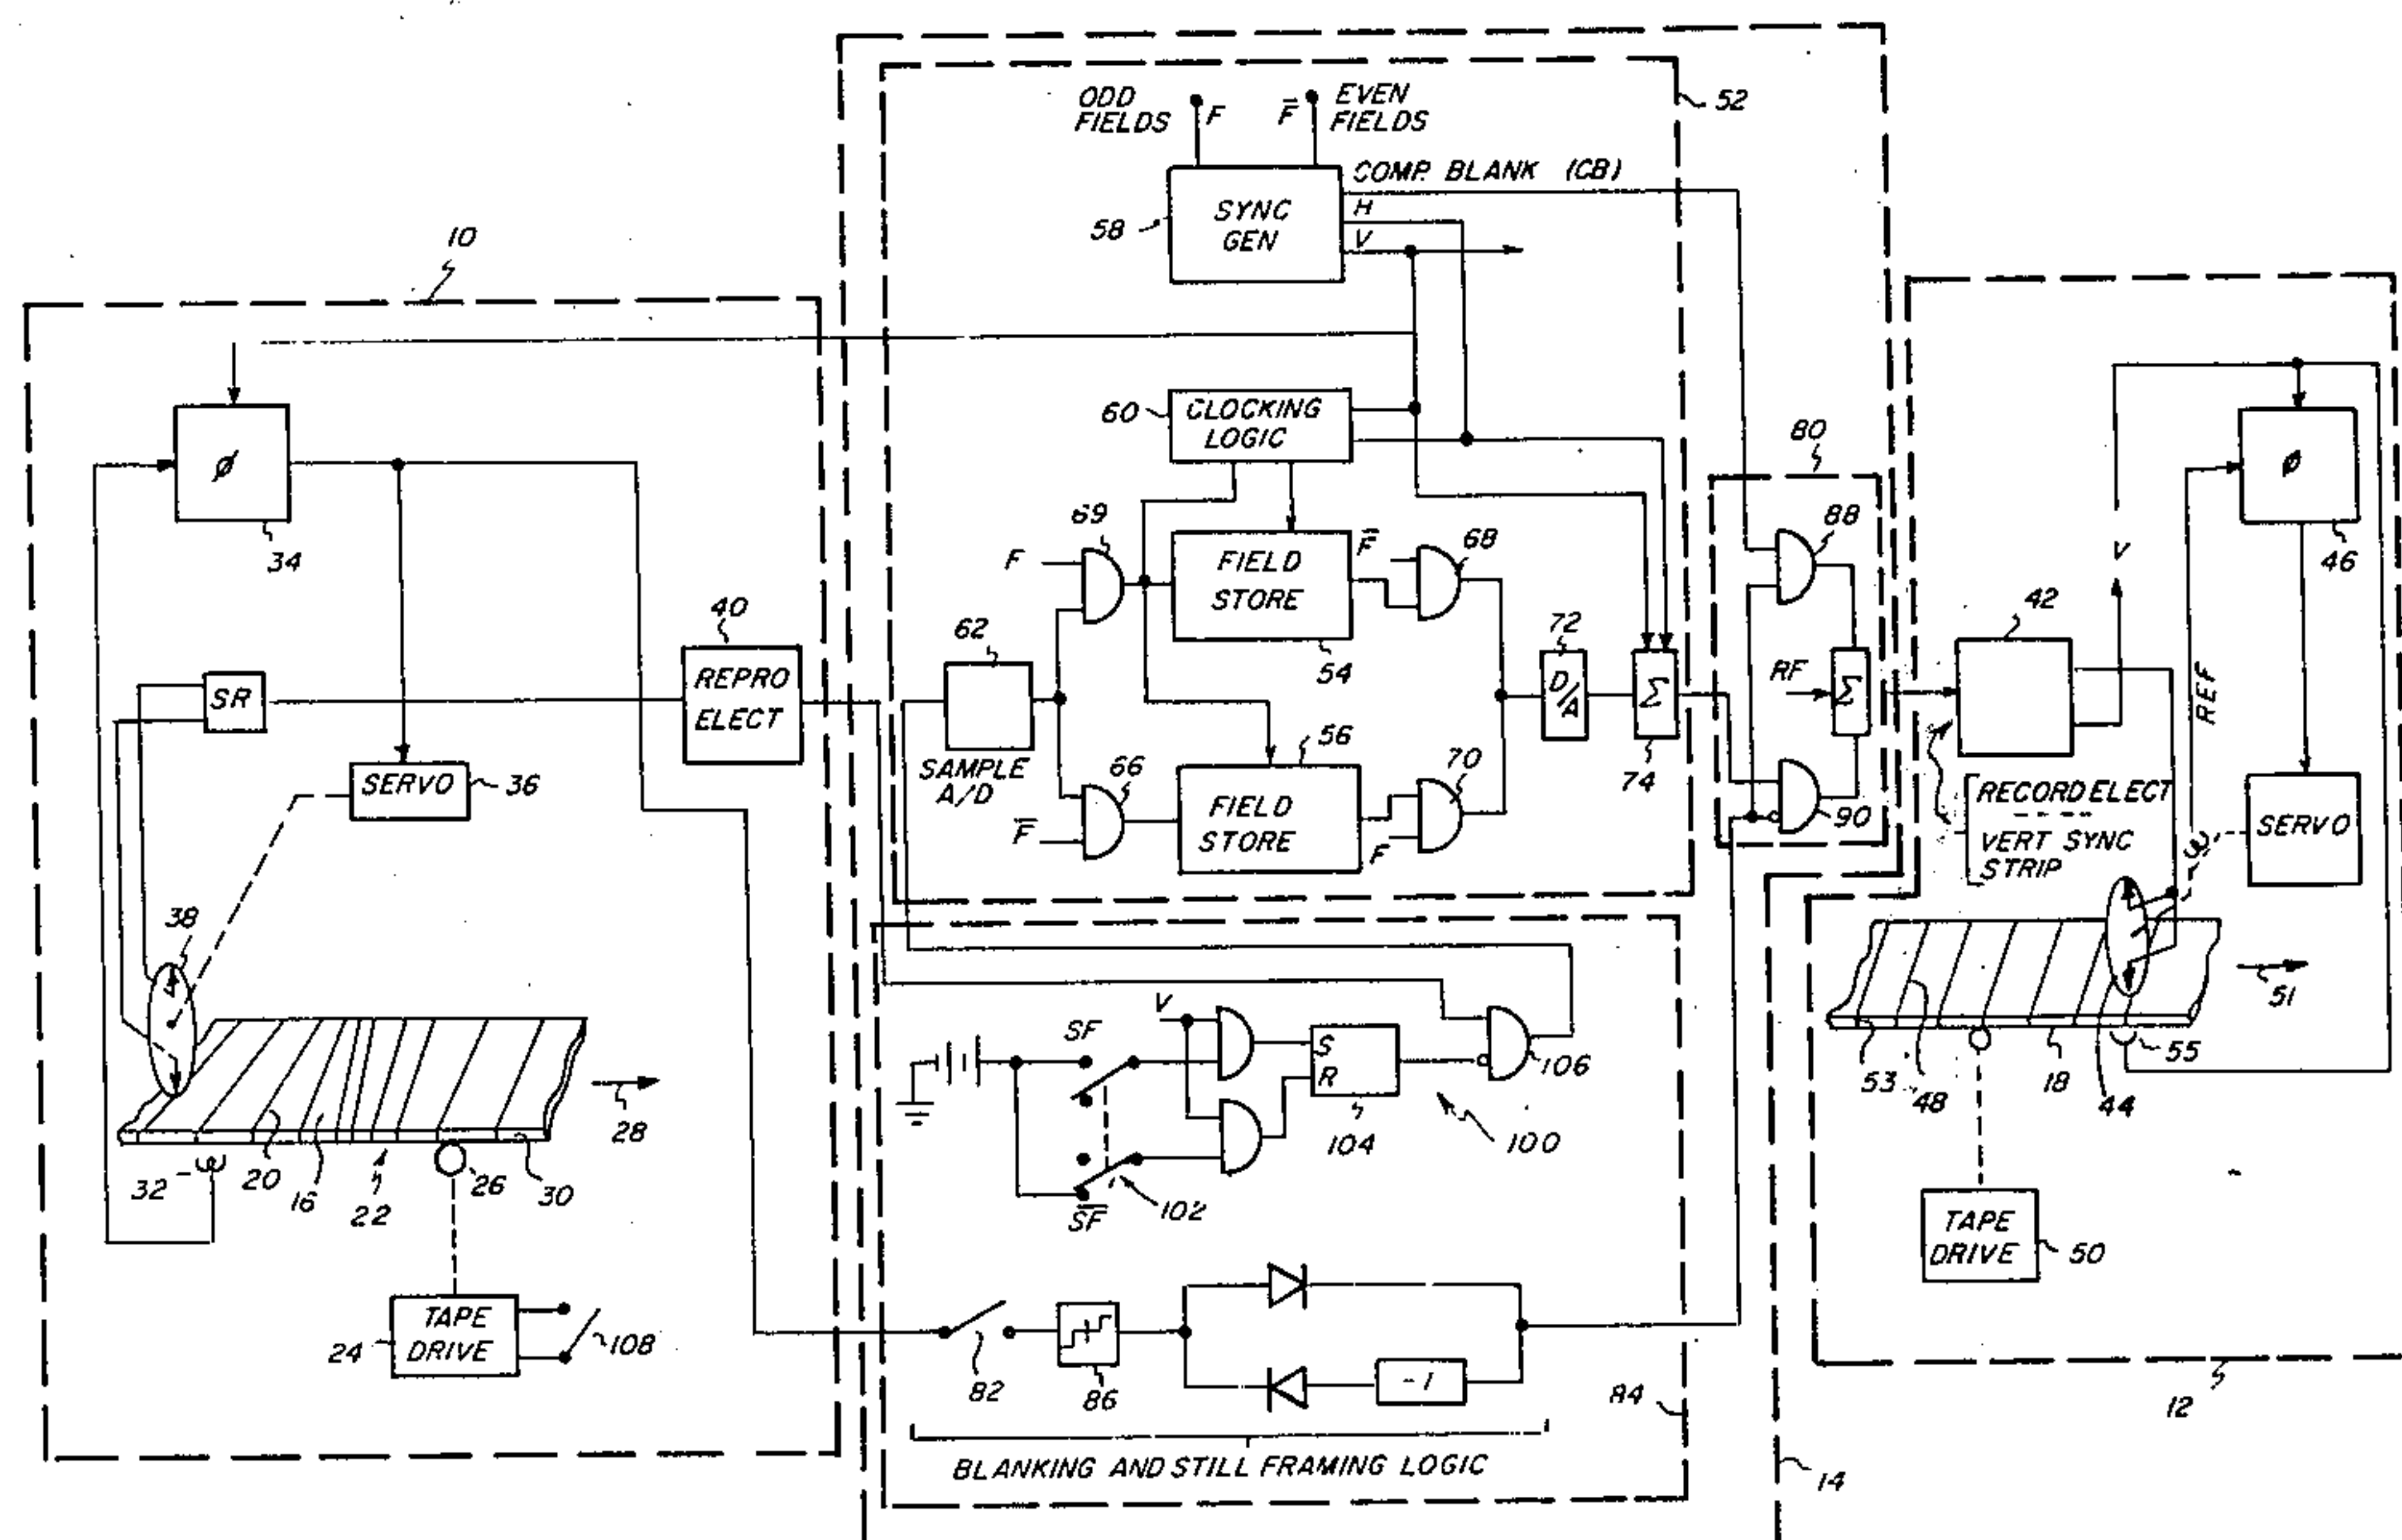 ODD
FIELDS
F
F̅
EVEN
FIELDS
52
COMP. BLANK (CB)
SYNC
GEN
58
H
V
10
60
CLOCKING
LOGIC
80
ø
34
ø
46
69
F
FIELD
STORE
54
F̅
68
88
V
42
40
REPRO
ELECT
62
SAMPLE
A/D
72
D/A
Σ
74
RF
Σ
REF
SR
SERVO
36
66
F̅
56
FIELD
STORE
70
F
90
RECORD ELECT
VERT SYNC
STRIP
SERVO
38
51
V
SF
S
R
104
106
100
102
S̅F̅
28
32
20
16
22
26
30
53
48
18
44
55
TAPE
DRIVE
50
TAPE
DRIVE
24
108
82
86
-1
84
12
BLANKING AND STILL FRAMING LOGIC
14